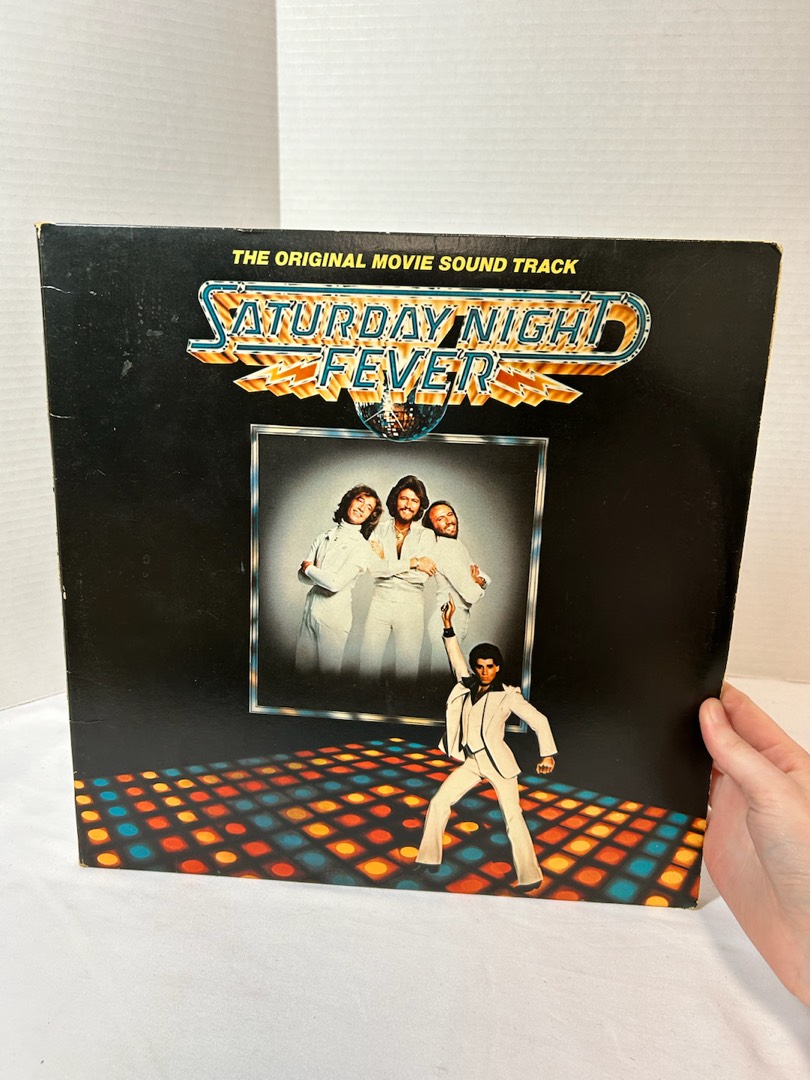 THE ORIGINAL MOVIE SOUND TRACK
SATURDAY NIGHT
FEVER